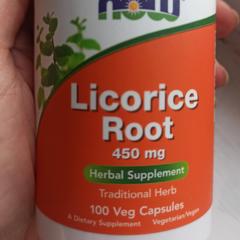 NOW
Licorice
Root
450 mg
Herbal Supplement
Traditional Herb
100 Veg Capsules
A Dietary Supplement Vegetarian/Vegan